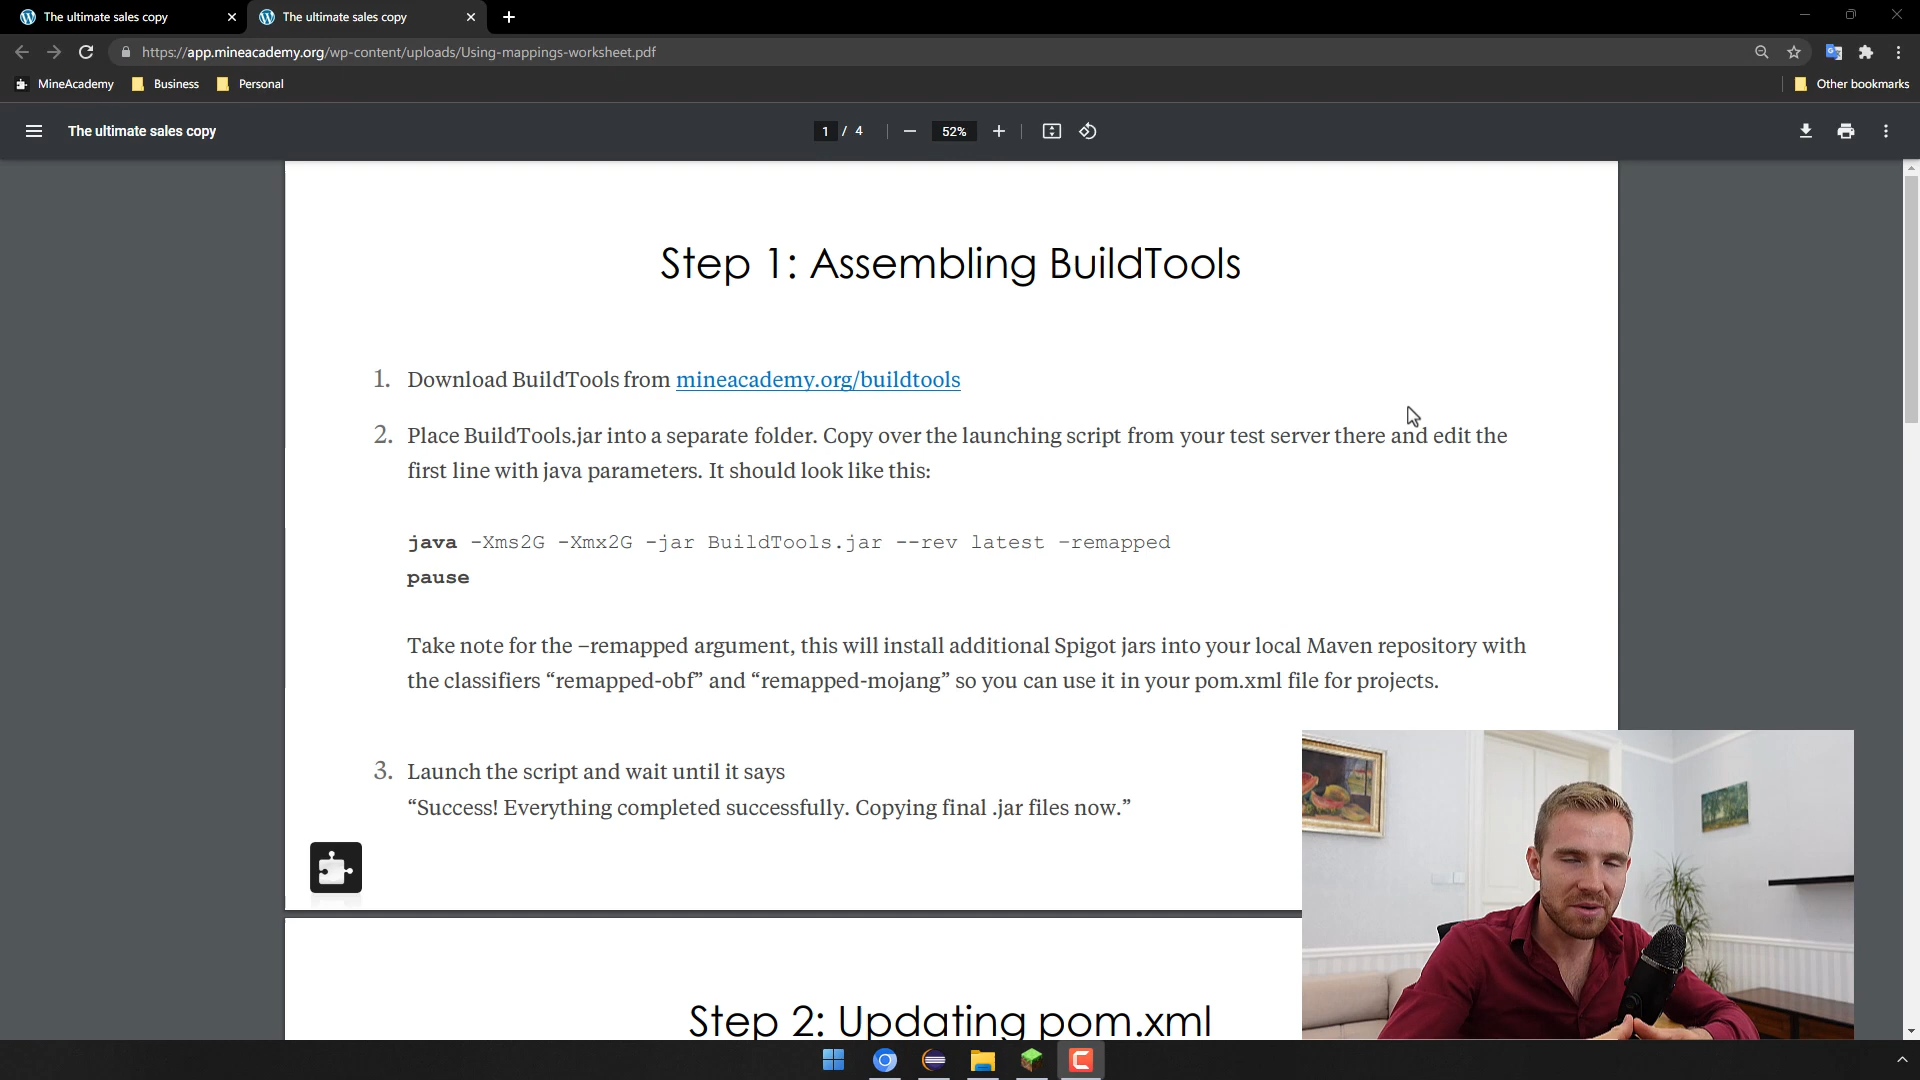 The ultimate sales copy
The ultimate sales copy
https://app.mineacademy.org/wp-content/uploads/Using-mappings-worksheet.pdf
MineAcademy
Business
Personal
Other bookmarks
The ultimate sales copy
1 / 4
52%
Step 1: Assembling BuildTools
1. Download BuildTools from mineacademy.org/buildtools
2. Place BuildTools.jar into a separate folder. Copy over the launching script from your test server there and edit the
first line with java parameters. It should look like this:
java -Xms2G -Xmx2G -jar BuildTools.jar --rev latest –remapped
pause
Take note for the –remapped argument, this will install additional Spigot jars into your local Maven repository with
the classifiers “remapped-obf” and “remapped-mojang” so you can use it in your pom.xml file for projects.
3. Launch the script and wait until it says
“Success! Everything completed successfully. Copying final .jar files now.”
Step 2: Updating pom.xml